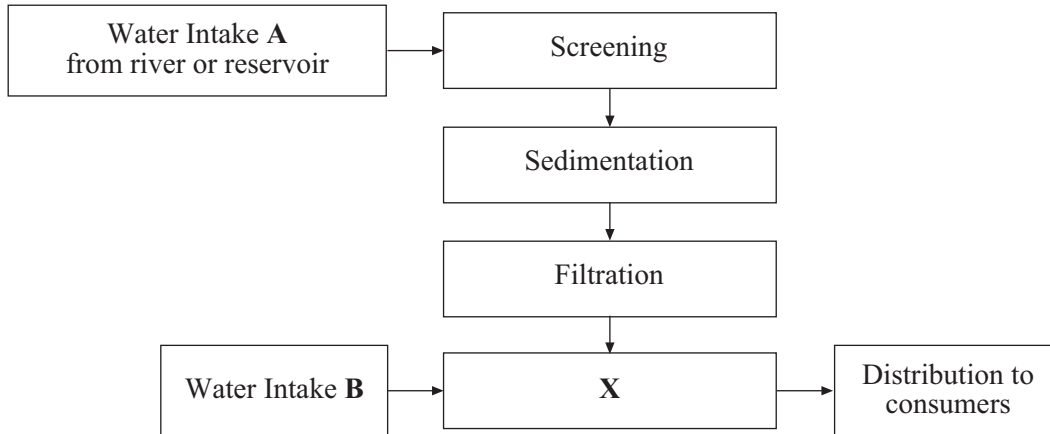 Water Intake A
from river or reservoir
Screening
Sedimentation
Filtration
Water Intake B
X
Distribution to
consumers